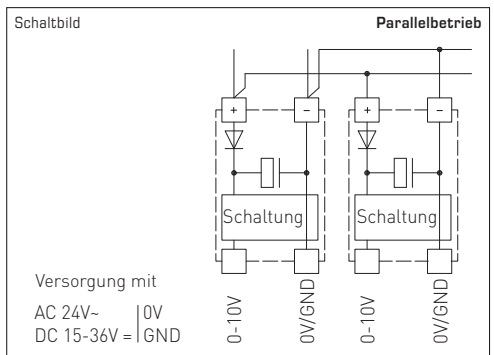 Schaltbild
Parallelbetrieb
+ - + -
Schaltung Schaltung
Versorgung mit
AC 24V~ | 0V
DC 15-36V = | GND
0-10V
0V/GND
0-10V
0V/GND